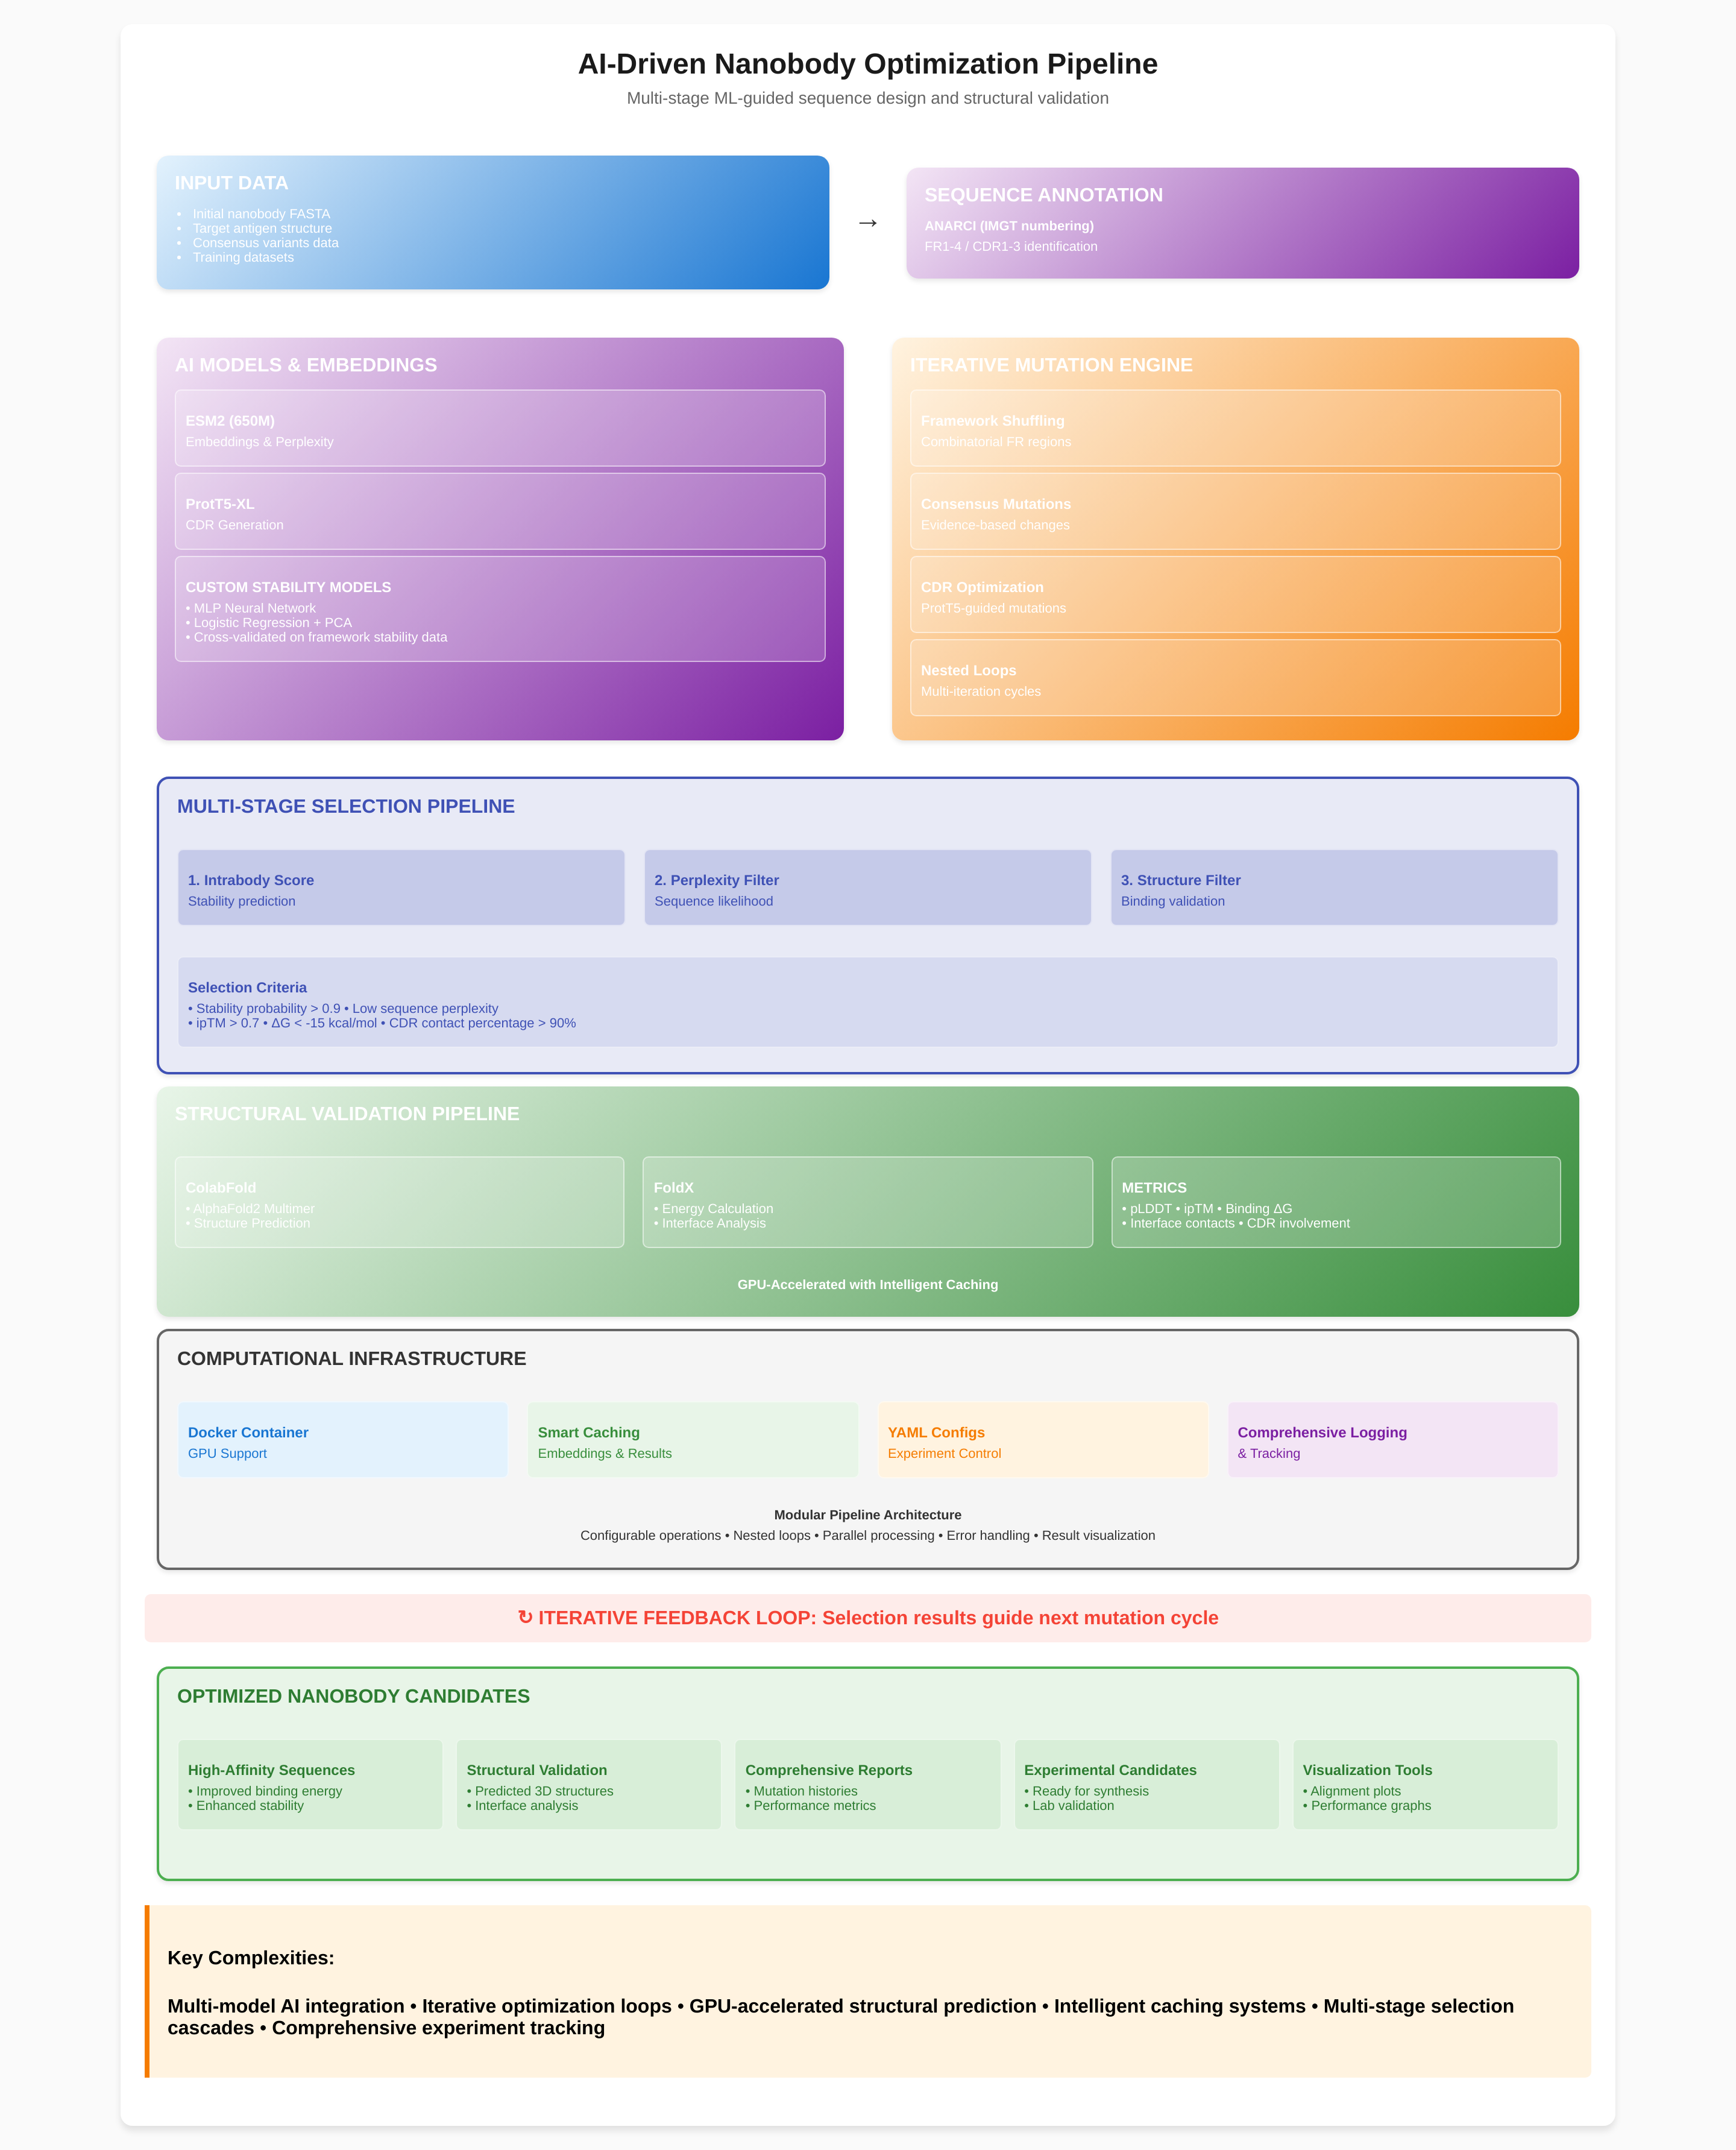 AI-Driven Nanobody Optimization Pipeline
Multi-stage ML-guided sequence design and structural validation
INPUT DATA
• Initial nanobody FASTA
• Target antigen structure
• Consensus variants data
• Training datasets
→
SEQUENCE ANNOTATION
ANARCI (IMGT numbering)
FR1-4 / CDR1-3 identification
AI MODELS & EMBEDDINGS
ESM2 (650M)
Embeddings & Perplexity
ProtT5-XL
CDR Generation
CUSTOM STABILITY MODELS
• MLP Neural Network
• Logistic Regression + PCA
• Cross-validated on framework stability data
ITERATIVE MUTATION ENGINE
Framework Shuffling
Combinatorial FR regions
Consensus Mutations
Evidence-based changes
CDR Optimization
ProtT5-guided mutations
Nested Loops
Multi-iteration cycles
MULTI-STAGE SELECTION PIPELINE
1. Intrabody Score
Stability prediction
2. Perplexity Filter
Sequence likelihood
3. Structure Filter
Binding validation
Selection Criteria
• Stability probability > 0.9 • Low sequence perplexity
• ipTM > 0.7 • ΔG < -15 kcal/mol • CDR contact percentage > 90%
STRUCTURAL VALIDATION PIPELINE
ColabFold
• AlphaFold2 Multimer
• Structure Prediction
FoldX
• Energy Calculation
• Interface Analysis
METRICS
• pLDDT • ipTM • Binding ΔG
• Interface contacts • CDR involvement
GPU-Accelerated with Intelligent Caching
COMPUTATIONAL INFRASTRUCTURE
Docker Container
GPU Support
Smart Caching
Embeddings & Results
YAML Configs
Experiment Control
Comprehensive Logging
& Tracking
Modular Pipeline Architecture
Configurable operations • Nested loops • Parallel processing • Error handling • Result visualization
↻ ITERATIVE FEEDBACK LOOP: Selection results guide next mutation cycle
OPTIMIZED NANOBODY CANDIDATES
High-Affinity Sequences
• Improved binding energy
• Enhanced stability
Structural Validation
• Predicted 3D structures
• Interface analysis
Comprehensive Reports
• Mutation histories
• Performance metrics
Experimental Candidates
• Ready for synthesis
• Lab validation
Visualization Tools
• Alignment plots
• Performance graphs
Key Complexities:
Multi-model AI integration • Iterative optimization loops • GPU-accelerated structural prediction • Intelligent caching systems • Multi-stage selection
cascades • Comprehensive experiment tracking